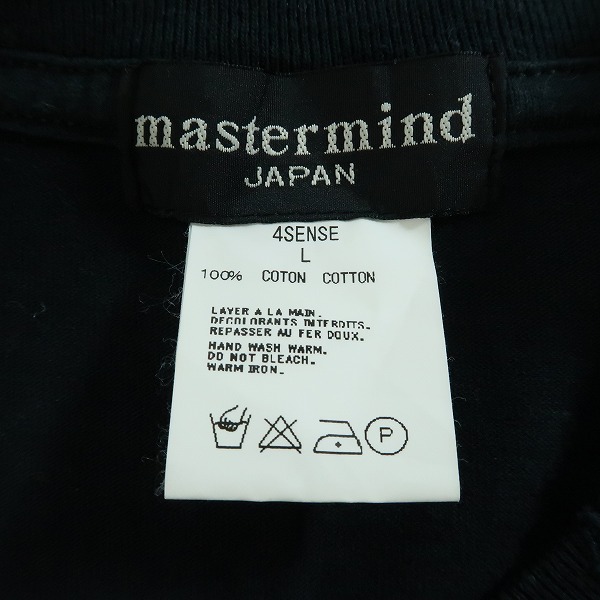 mastermind
JAPAN
4SENSE
L
100% COTON COTTON
LAYER A LA MAIN.
DECOLORANTS INTERDITS.
REPASSER AU FER DOUX.
HAND WASH WARM.
DO NOT BLEACH.
WARM IRON.
P